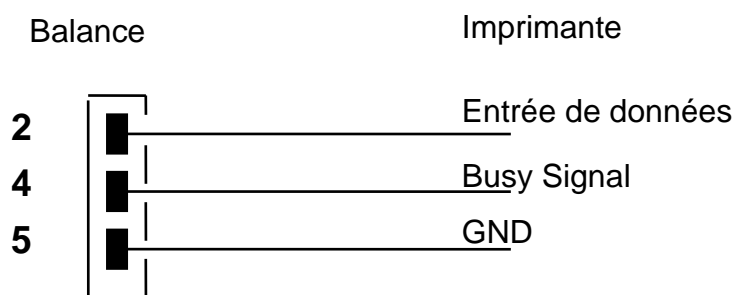 Balance Imprimante
2 Entrée de données
4 Busy Signal
5 GND